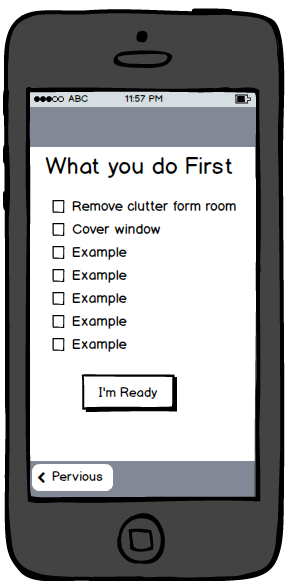 ABC 11:57 PM
What you do First
Remove clutter form room
Cover window
Example
Example
Example
Example
Example
I'm Ready
Pervious